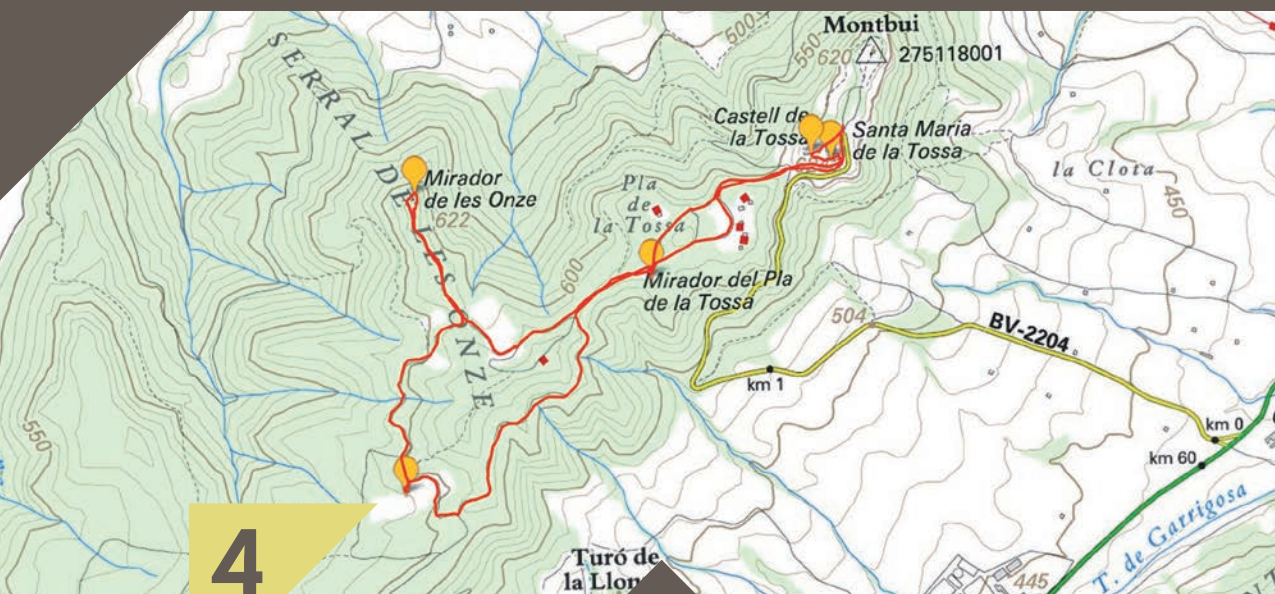 Montbui
500
550
620
275118001
SERRAL DE LES ONZE
Castell de
la Tossa
Santa Maria
de la Tossa
Mirador
de les Onze
622
Pla
de
la Tossa
la Clota
450
600
Mirador del Pla
de la Tossa
504
BV-2204
km 1
km 0
km 60
550
T. de Garrigosa
4
Turó de
445